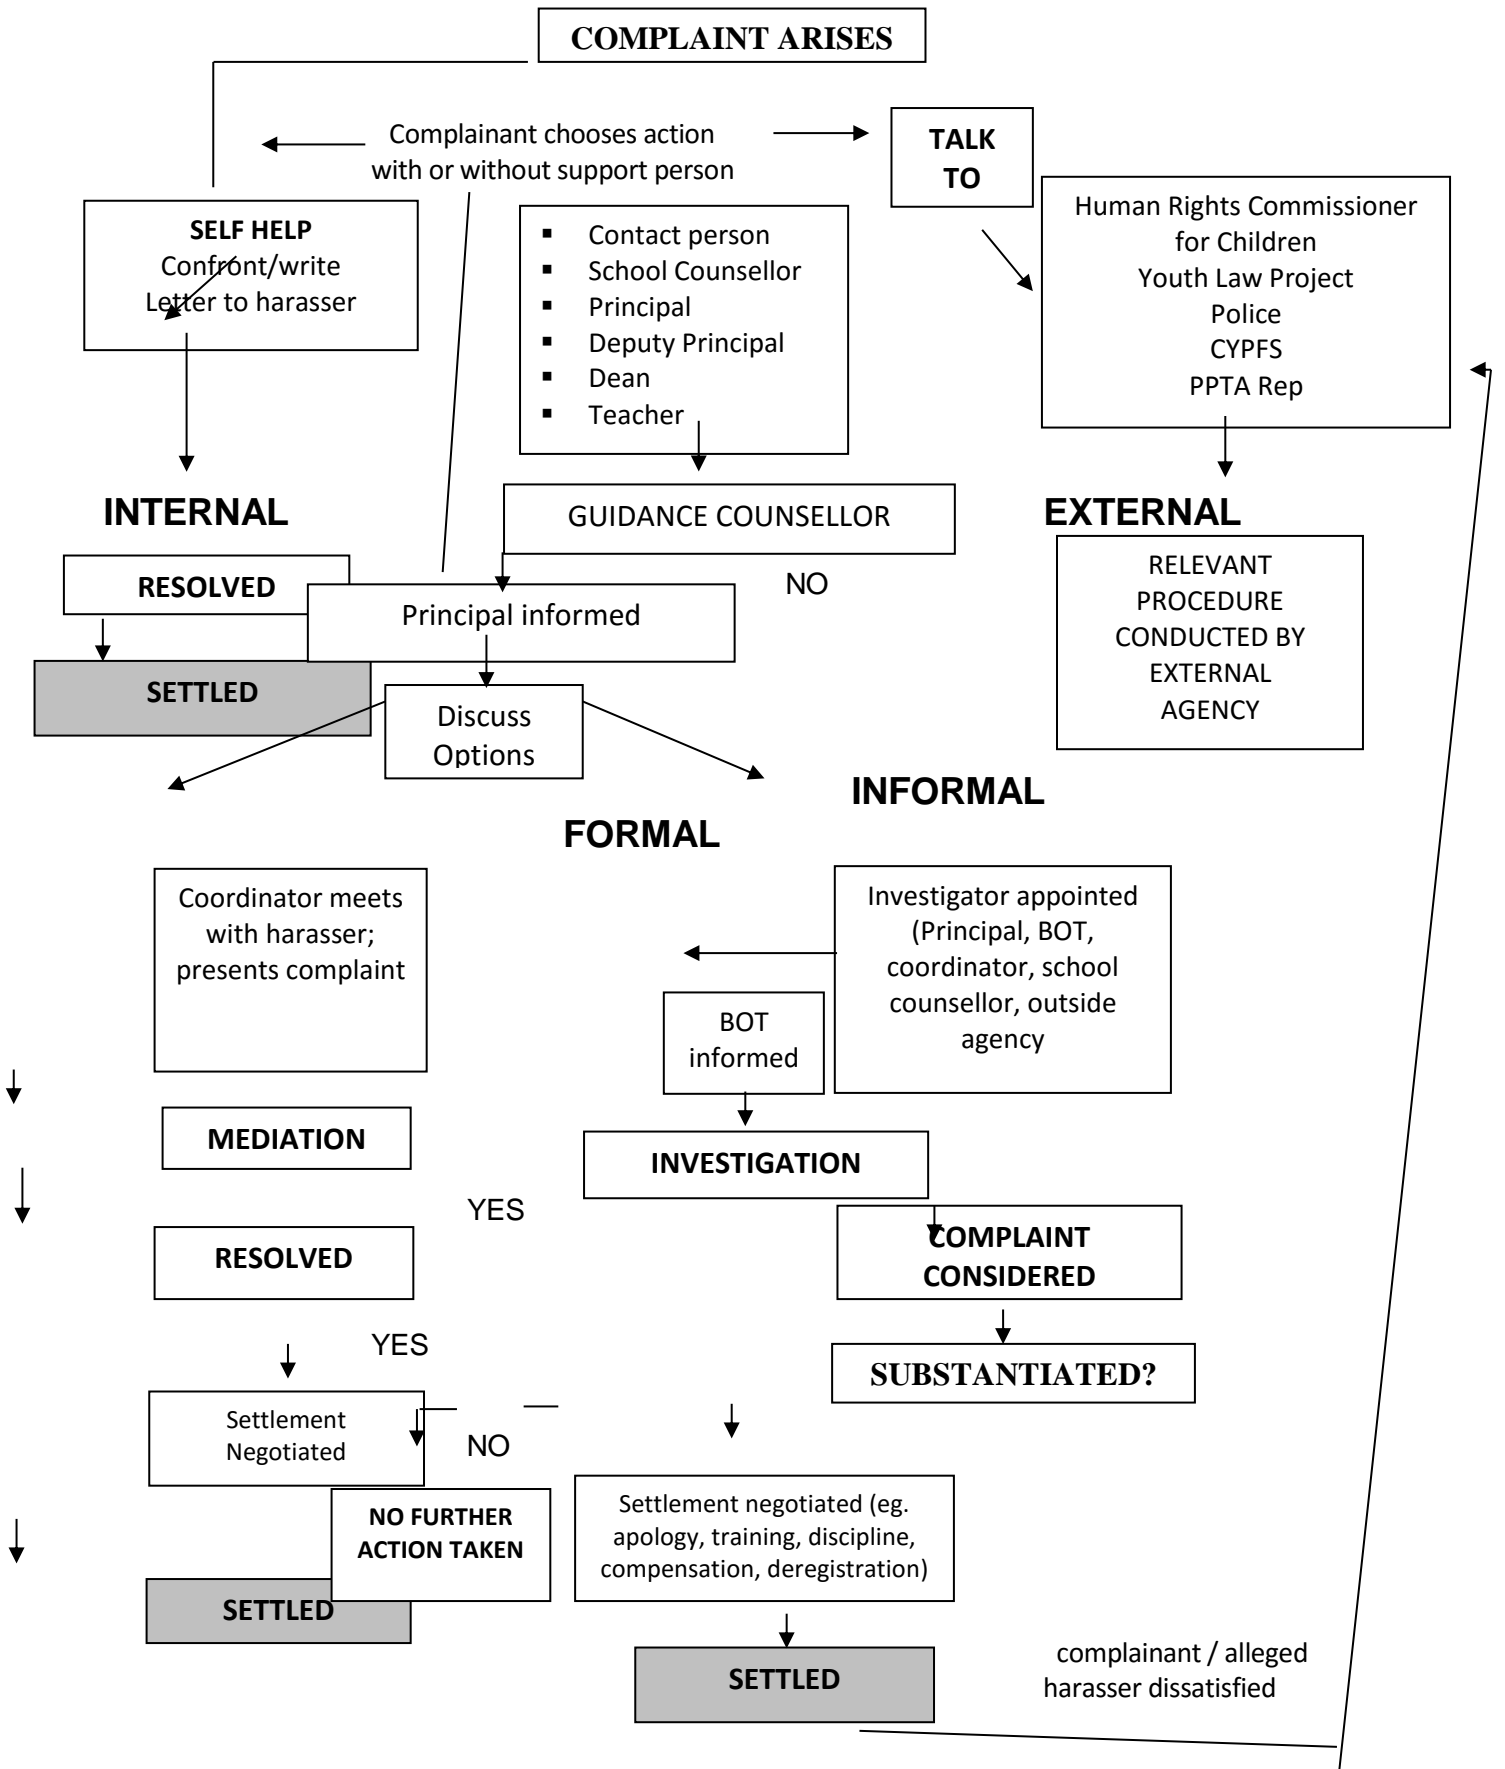 COMPLAINT ARISES
Complainant chooses action
with or without support person
TALK
TO
SELF HELP
Confront/write
Letter to harasser
▪ Contact person
▪ School Counsellor
▪ Principal
▪ Deputy Principal
▪ Dean
▪ Teacher
Human Rights Commissioner
for Children
Youth Law Project
Police
CYPFS
PPTA Rep
INTERNAL
GUIDANCE COUNSELLOR
EXTERNAL
RESOLVED
NO
Principal informed
RELEVANT
PROCEDURE
CONDUCTED BY
EXTERNAL
AGENCY
SETTLED
Discuss
Options
INFORMAL
FORMAL
Coordinator meets
with harasser;
presents complaint
Investigator appointed
(Principal, BOT,
coordinator, school
counsellor, outside
agency
BOT
informed
MEDIATION
INVESTIGATION
YES
RESOLVED
COMPLAINT
CONSIDERED
YES
SUBSTANTIATED?
Settlement
Negotiated
NO
NO FURTHER
ACTION TAKEN
Settlement negotiated (eg.
apology, training, discipline,
compensation, deregistration)
SETTLED
SETTLED
complainant / alleged
harasser dissatisfied